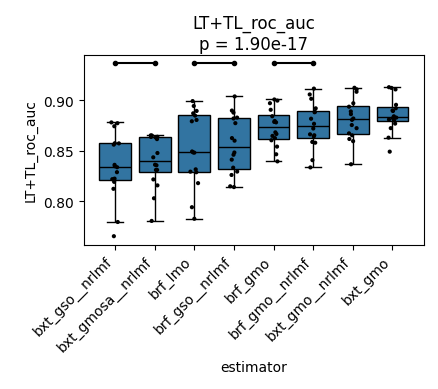 LT+TL_roc_auc
p = 1.90e-17
LT+TL_roc_auc
0.90
0.85
0.80
bxt_gso__nrlmf
bxt_gmosa__nrlmf
brf_lmo
brf_gso__nrlmf
brf_gmo
brf_gmo__nrlmf
bxt_gmo__nrlmf
bxt_gmo
estimator